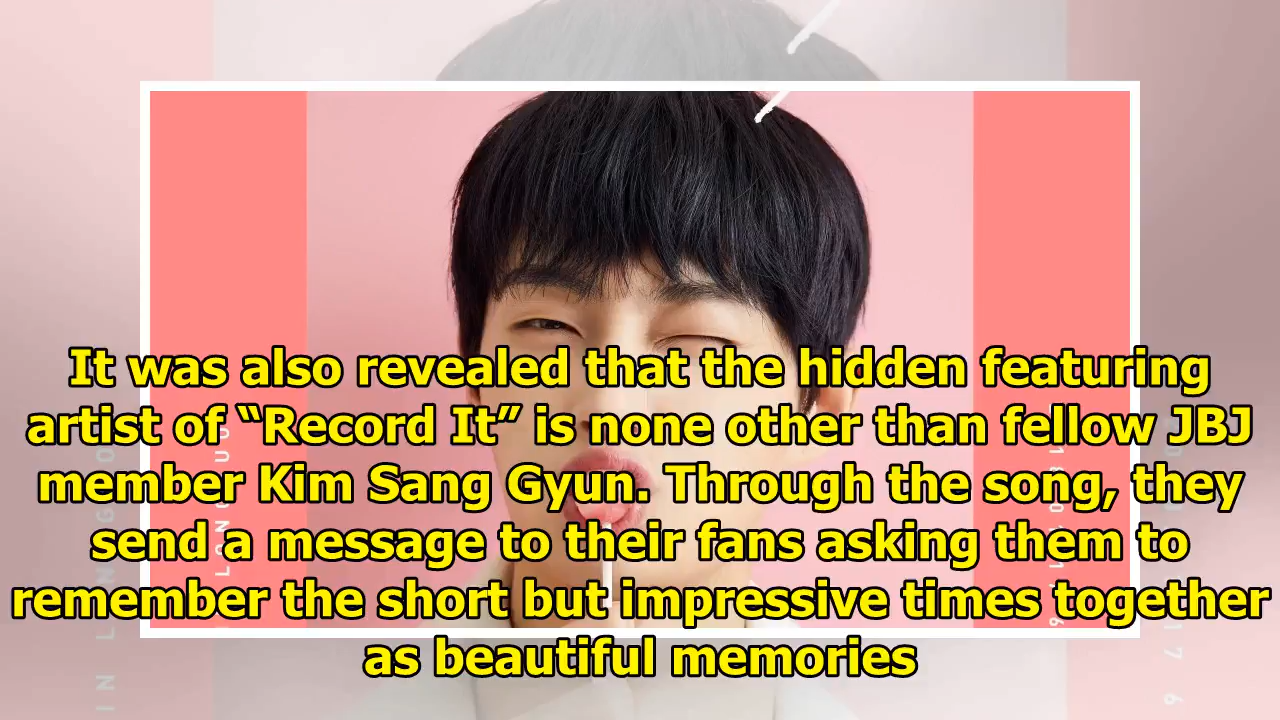 It was also revealed that the hidden featuring
artist of “Record It” is none other than fellow JBJ
member Kim Sang Gyun. Through the song, they
send a message to their fans asking them to
remember the short but impressive times together
as beautiful memories